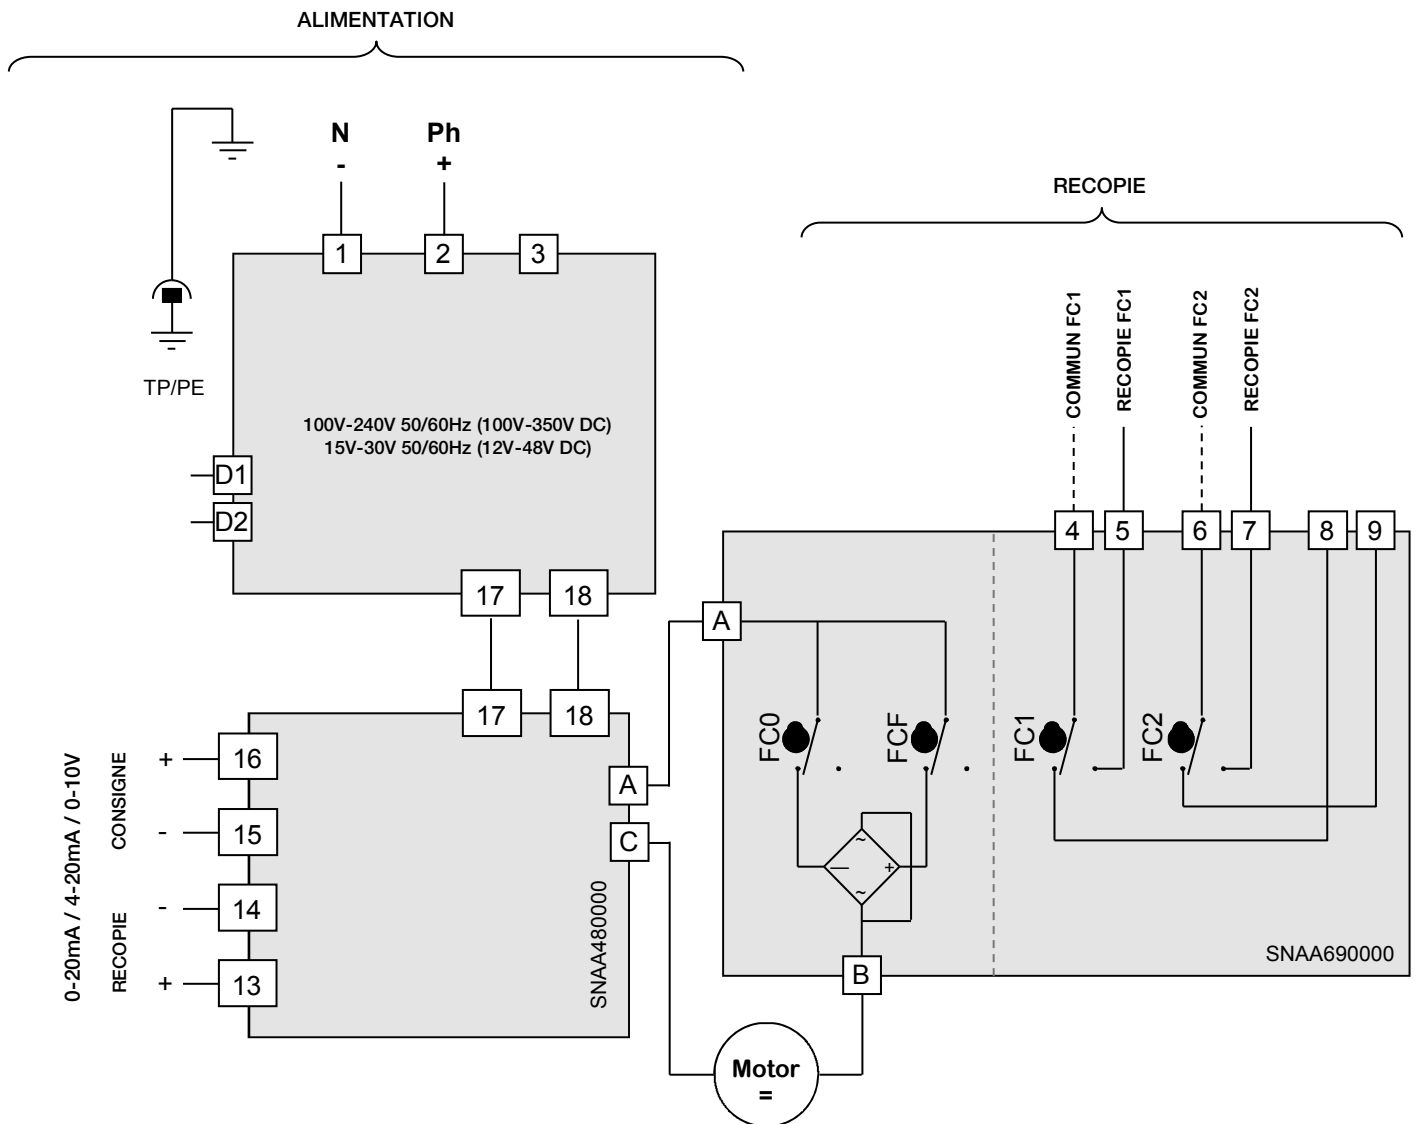 ALIMENTATION
N
-
Ph
+
1
2
3
TP/PE
100V-240V 50/60Hz (100V-350V DC)
15V-30V 50/60Hz (12V-48V DC)
D1
D2
17
18
17
18
0-20mA / 4-20mA / 0-10V
CONSIGNE
RECOPIE
+
16
-
15
-
14
+
13
A
C
SNAA480000
RECOPIE
COMMUN FC1
RECOPIE FC1
COMMUN FC2
RECOPIE FC2
4
5
6
7
8
9
A
FC0
FCF
FC1
FC2
~
—
+
~
SNAA690000
B
Motor
=